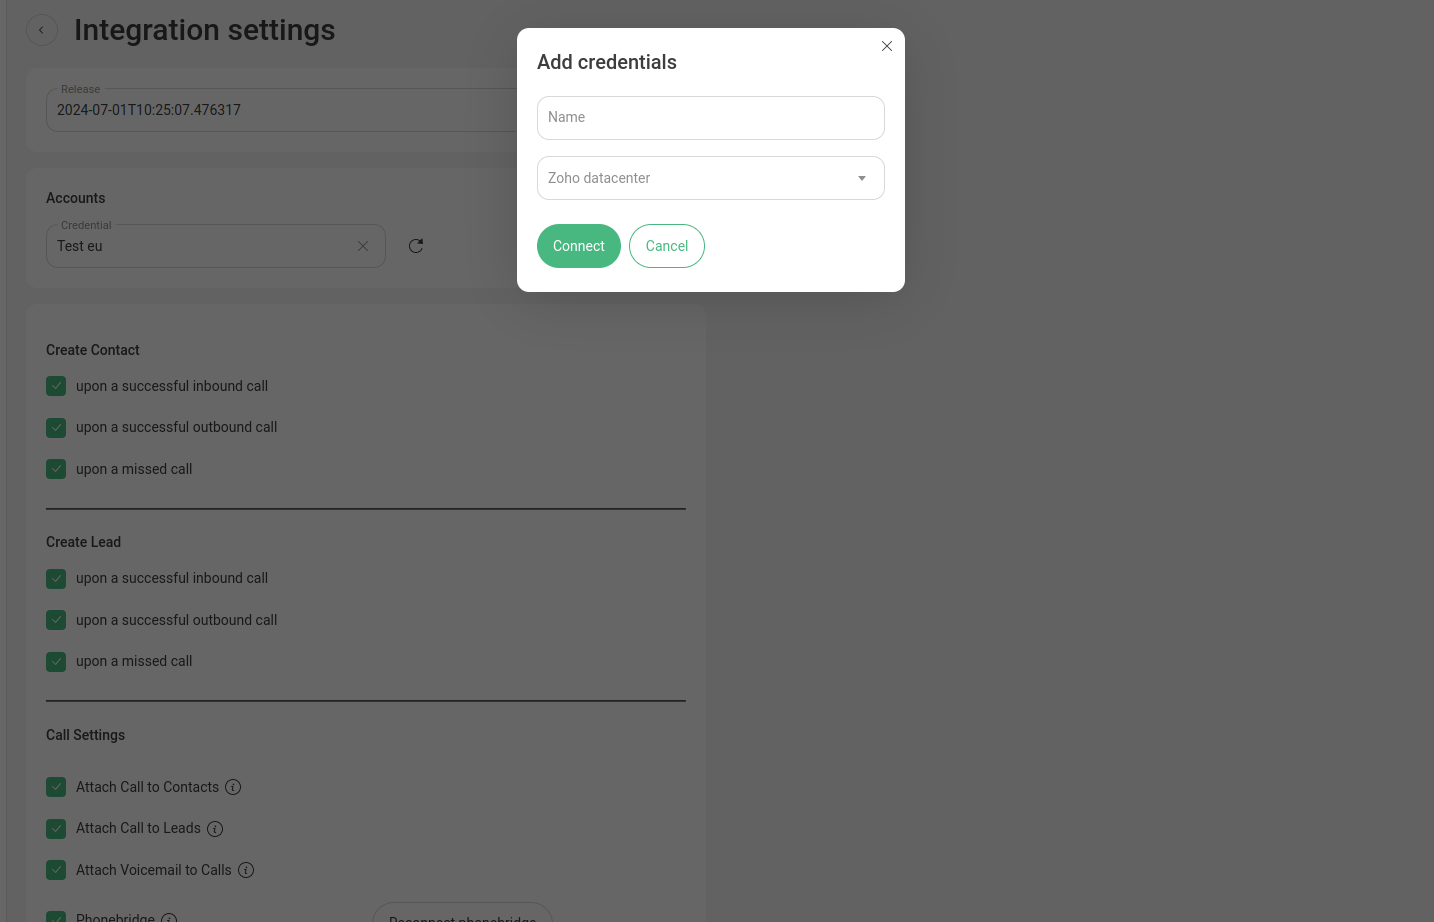 Integration settings
Release
2024-07-01T10:25:07.476317
Accounts
Credential
Test eu
Add credentials
Name
Zoho datacenter
Connect
Cancel
Create Contact
upon a successful inbound call
upon a successful outbound call
upon a missed call
Create Lead
upon a successful inbound call
upon a successful outbound call
upon a missed call
Call Settings
Attach Call to Contacts
Attach Call to Leads
Attach Voicemail to Calls
Phonebridge
Reconnect phonebridge